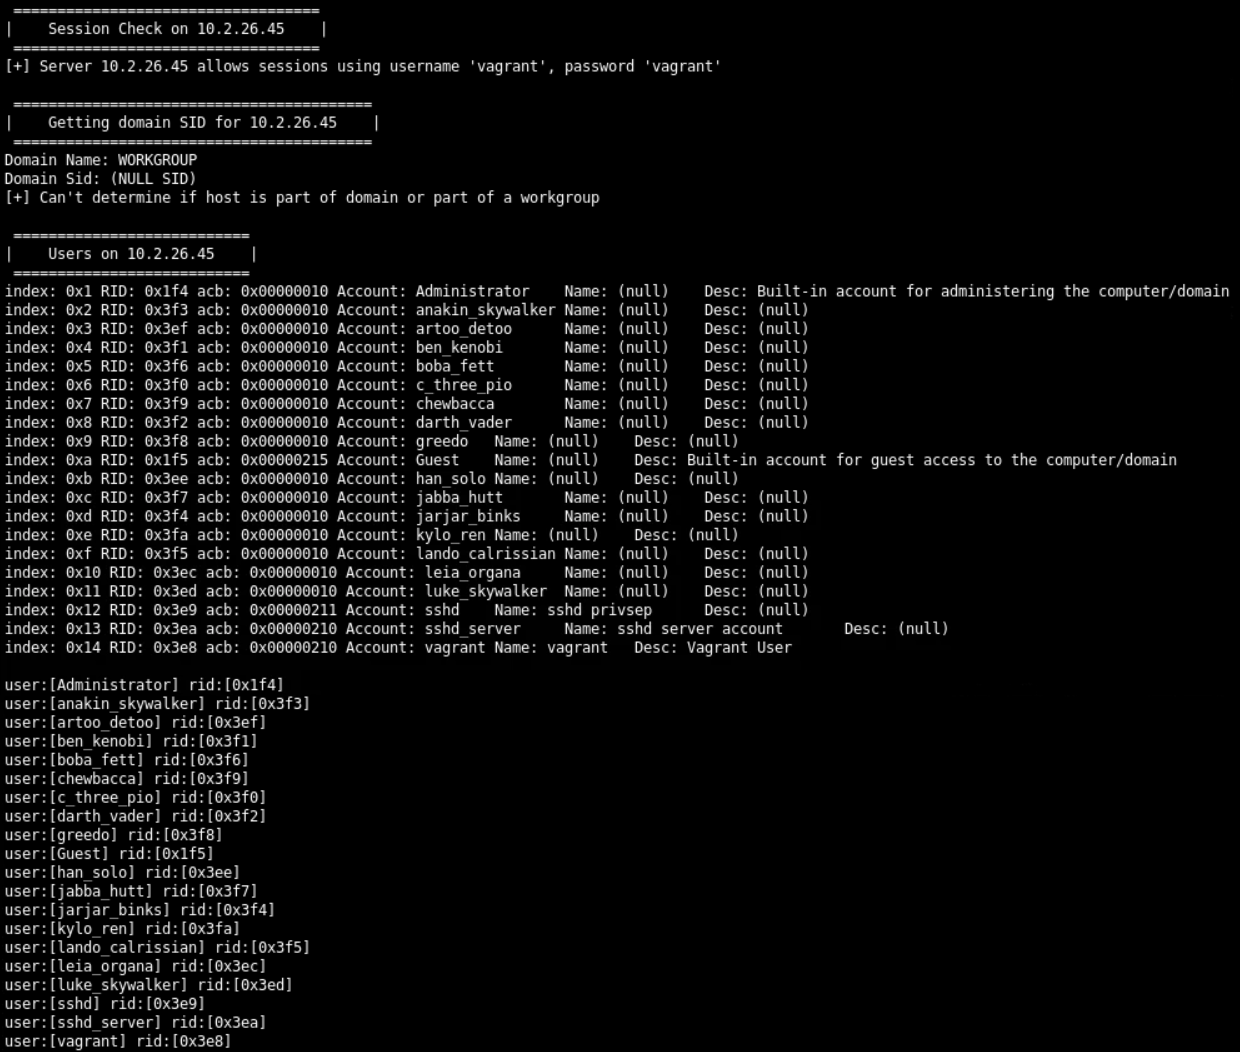 ===================================
|    Session Check on 10.2.26.45    |
 ===================================
[+] Server 10.2.26.45 allows sessions using username 'vagrant', password 'vagrant'

 =========================================
|    Getting domain SID for 10.2.26.45    |
 =========================================
Domain Name: WORKGROUP
Domain Sid: (NULL SID)
[+] Can't determine if host is part of domain or part of a workgroup

 ===========================
|    Users on 10.2.26.45    |
 ===========================
index: 0x1 RID: 0x1f4 acb: 0x00000010 Account: Administrator    Name: (null)    Desc: Built-in account for administering the computer/domain
index: 0x2 RID: 0x3f3 acb: 0x00000010 Account: anakin_skywalker Name: (null)    Desc: (null)
index: 0x3 RID: 0x3ef acb: 0x00000010 Account: artoo_detoo      Name: (null)    Desc: (null)
index: 0x4 RID: 0x3f1 acb: 0x00000010 Account: ben_kenobi       Name: (null)    Desc: (null)
index: 0x5 RID: 0x3f6 acb: 0x00000010 Account: boba_fett        Name: (null)    Desc: (null)
index: 0x6 RID: 0x3f0 acb: 0x00000010 Account: c_three_pio      Name: (null)    Desc: (null)
index: 0x7 RID: 0x3f9 acb: 0x00000010 Account: chewbacca        Name: (null)    Desc: (null)
index: 0x8 RID: 0x3f2 acb: 0x00000010 Account: darth_vader      Name: (null)    Desc: (null)
index: 0x9 RID: 0x3f8 acb: 0x00000010 Account: greedo   Name: (null)    Desc: (null)
index: 0xa RID: 0x1f5 acb: 0x00000215 Account: Guest    Name: (null)    Desc: Built-in account for guest access to the computer/domain
index: 0xb RID: 0x3ee acb: 0x00000010 Account: han_solo Name: (null)    Desc: (null)
index: 0xc RID: 0x3f7 acb: 0x00000010 Account: jabba_hutt       Name: (null)    Desc: (null)
index: 0xd RID: 0x3f4 acb: 0x00000010 Account: jarjar_binks     Name: (null)    Desc: (null)
index: 0xe RID: 0x3fa acb: 0x00000010 Account: kylo_ren Name: (null)    Desc: (null)
index: 0xf RID: 0x3f5 acb: 0x00000010 Account: lando_calrissian Name: (null)    Desc: (null)
index: 0x10 RID: 0x3ec acb: 0x00000010 Account: leia_organa     Name: (null)    Desc: (null)
index: 0x11 RID: 0x3ed acb: 0x00000010 Account: luke_skywalker  Name: (null)    Desc: (null)
index: 0x12 RID: 0x3e9 acb: 0x00000211 Account: sshd    Name: sshd privsep      Desc: (null)
index: 0x13 RID: 0x3ea acb: 0x00000210 Account: sshd_server     Name: sshd server account       Desc: (null)
index: 0x14 RID: 0x3e8 acb: 0x00000210 Account: vagrant Name: vagrant   Desc: Vagrant User

user:[Administrator] rid:[0x1f4]
user:[anakin_skywalker] rid:[0x3f3]
user:[artoo_detoo] rid:[0x3ef]
user:[ben_kenobi] rid:[0x3f1]
user:[boba_fett] rid:[0x3f6]
user:[chewbacca] rid:[0x3f9]
user:[c_three_pio] rid:[0x3f0]
user:[darth_vader] rid:[0x3f2]
user:[greedo] rid:[0x3f8]
user:[Guest] rid:[0x1f5]
user:[han_solo] rid:[0x3ee]
user:[jabba_hutt] rid:[0x3f7]
user:[jarjar_binks] rid:[0x3f4]
user:[kylo_ren] rid:[0x3fa]
user:[lando_calrissian] rid:[0x3f5]
user:[leia_organa] rid:[0x3ec]
user:[luke_skywalker] rid:[0x3ed]
user:[sshd] rid:[0x3e9]
user:[sshd_server] rid:[0x3ea]
user:[vagrant] rid:[0x3e8]